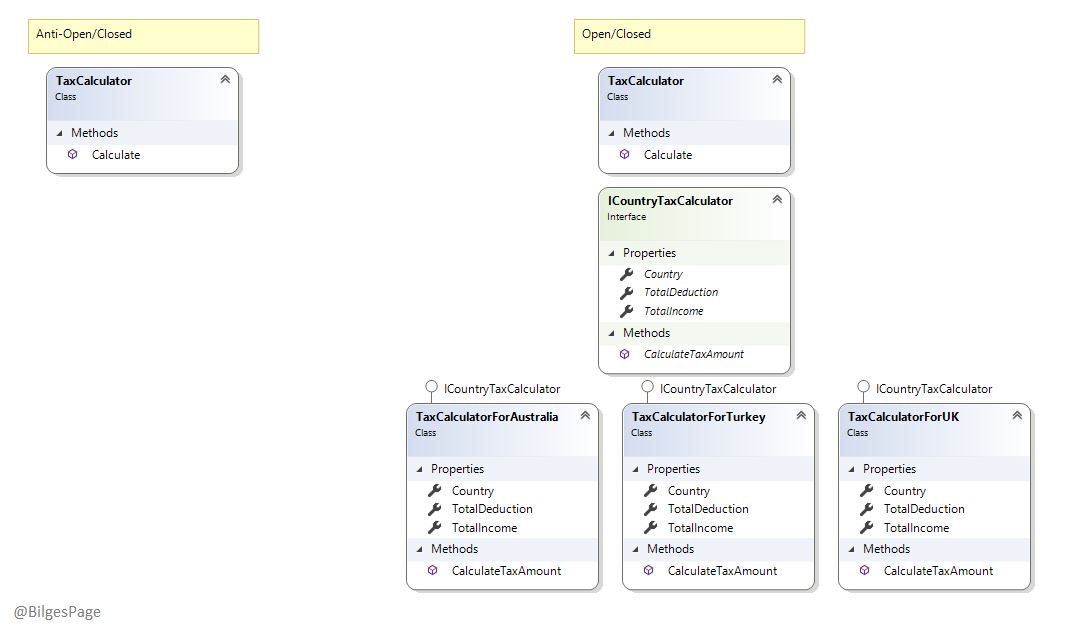 Anti-Open/Closed
TaxCalculator
Class
Methods
Calculate
Open/Closed
TaxCalculator
Class
Methods
Calculate
ICountryTaxCalculator
Interface
Properties
Country
TotalDeduction
TotalIncome
Methods
CalculateTaxAmount
ICountryTaxCalculator
TaxCalculatorForAustralia
Class
Properties
Country
TotalDeduction
TotalIncome
Methods
CalculateTaxAmount
ICountryTaxCalculator
TaxCalculatorForTurkey
Class
Properties
Country
TotalDeduction
TotalIncome
Methods
CalculateTaxAmount
ICountryTaxCalculator
TaxCalculatorForUK
Class
Properties
Country
TotalDeduction
TotalIncome
Methods
CalculateTaxAmount
@BilgesPage